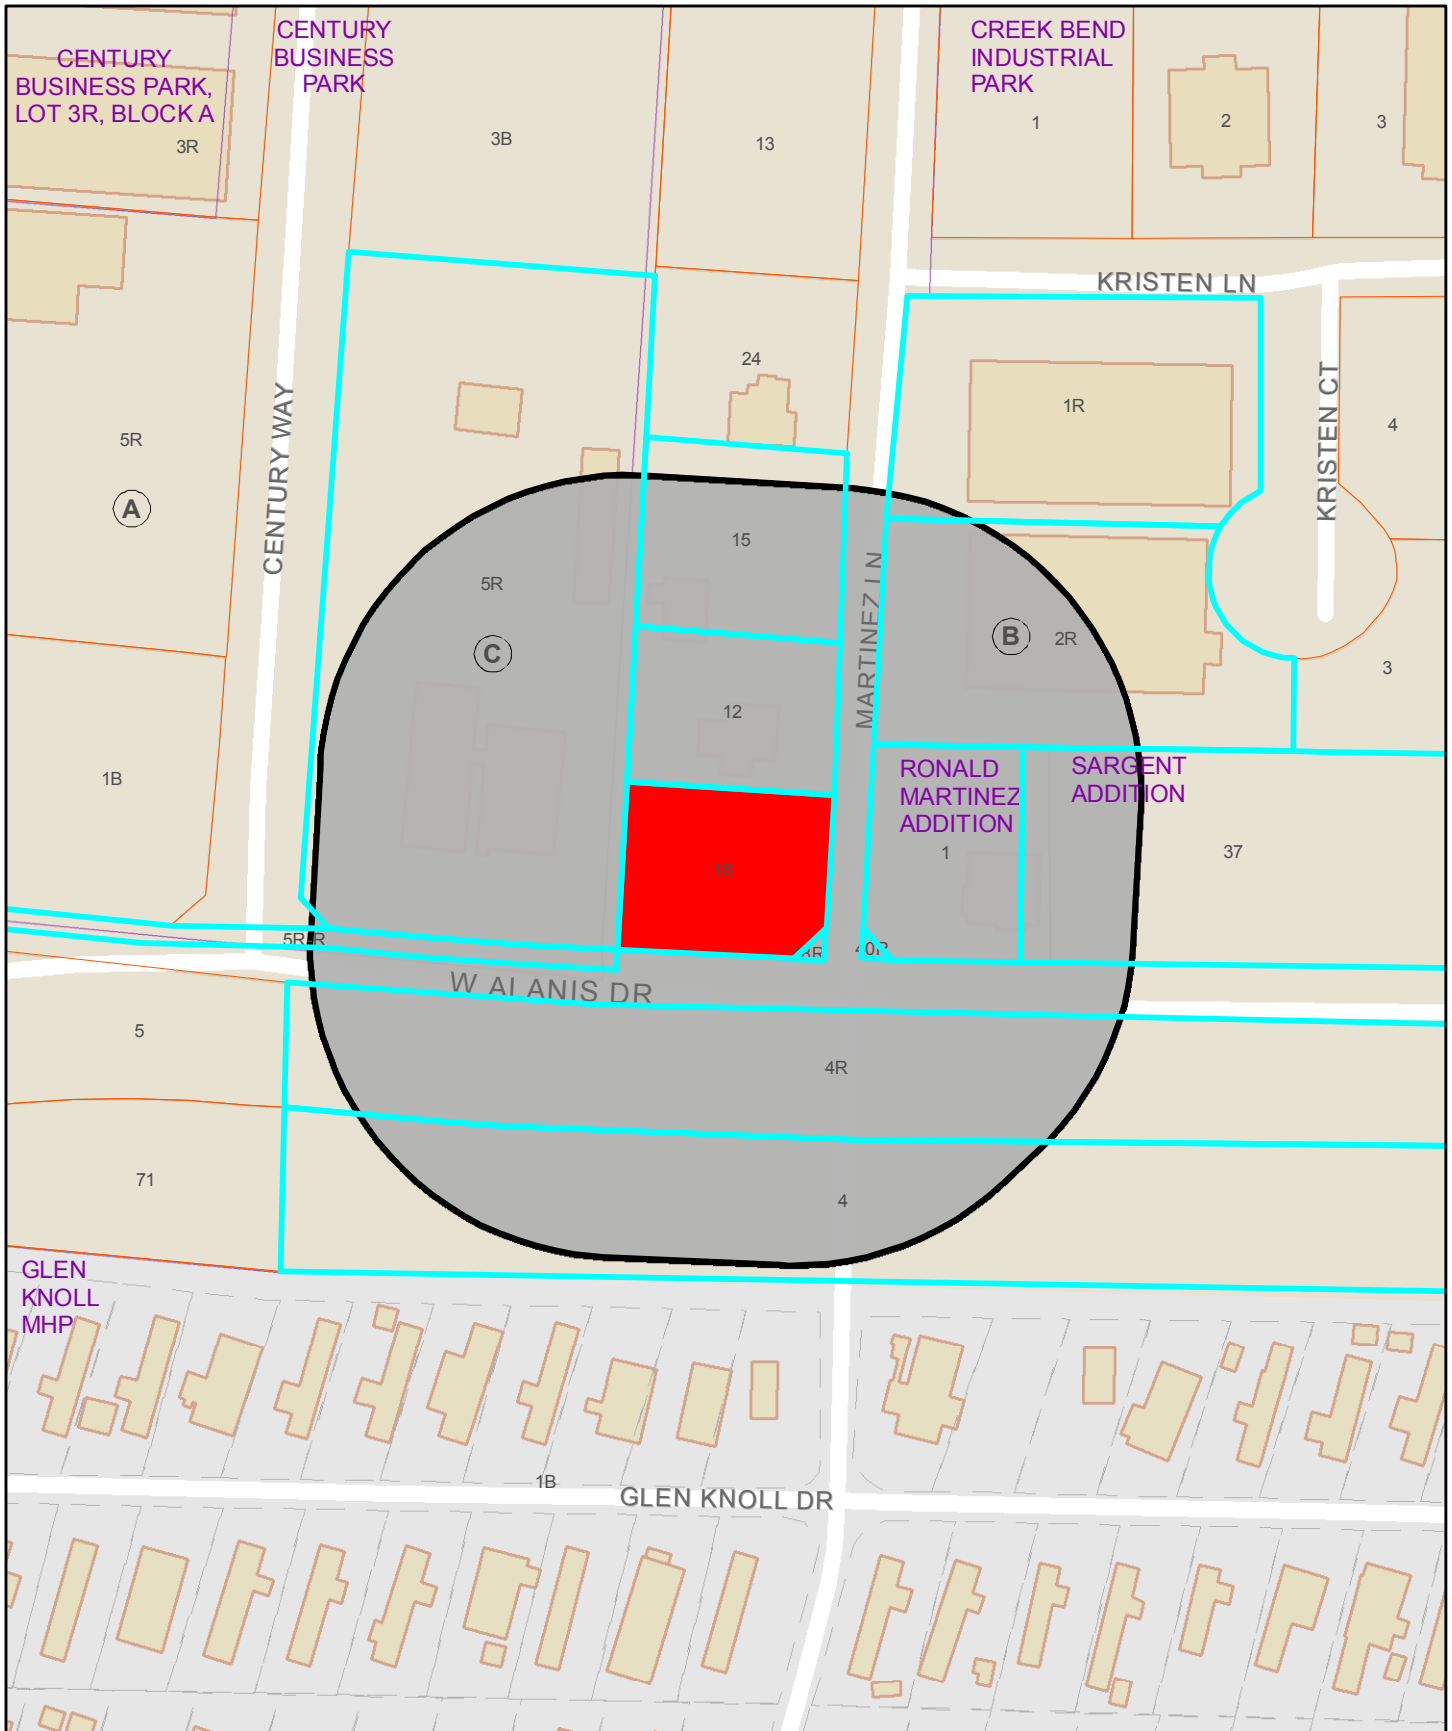 CENTURY
BUSINESS PARK,
LOT 3R, BLOCK A
3R
CENTURY
BUSINESS
PARK
3B
13
CREEK BEND
INDUSTRIAL
PARK
1
2
3
KRISTEN LN
24
1R
KRISTEN CT
4
5R
A
CENTURY WAY
15
5R
C
MARTINEZ LN
B
2R
3
12
1B
RONALD
MARTINEZ
ADDITION
1
SARGENT
ADDITION
37
18
5R-R
40R
W ALANIS DR
5
4R
71
4
GLEN
KNOLL
MHP
1B
GLEN KNOLL DR